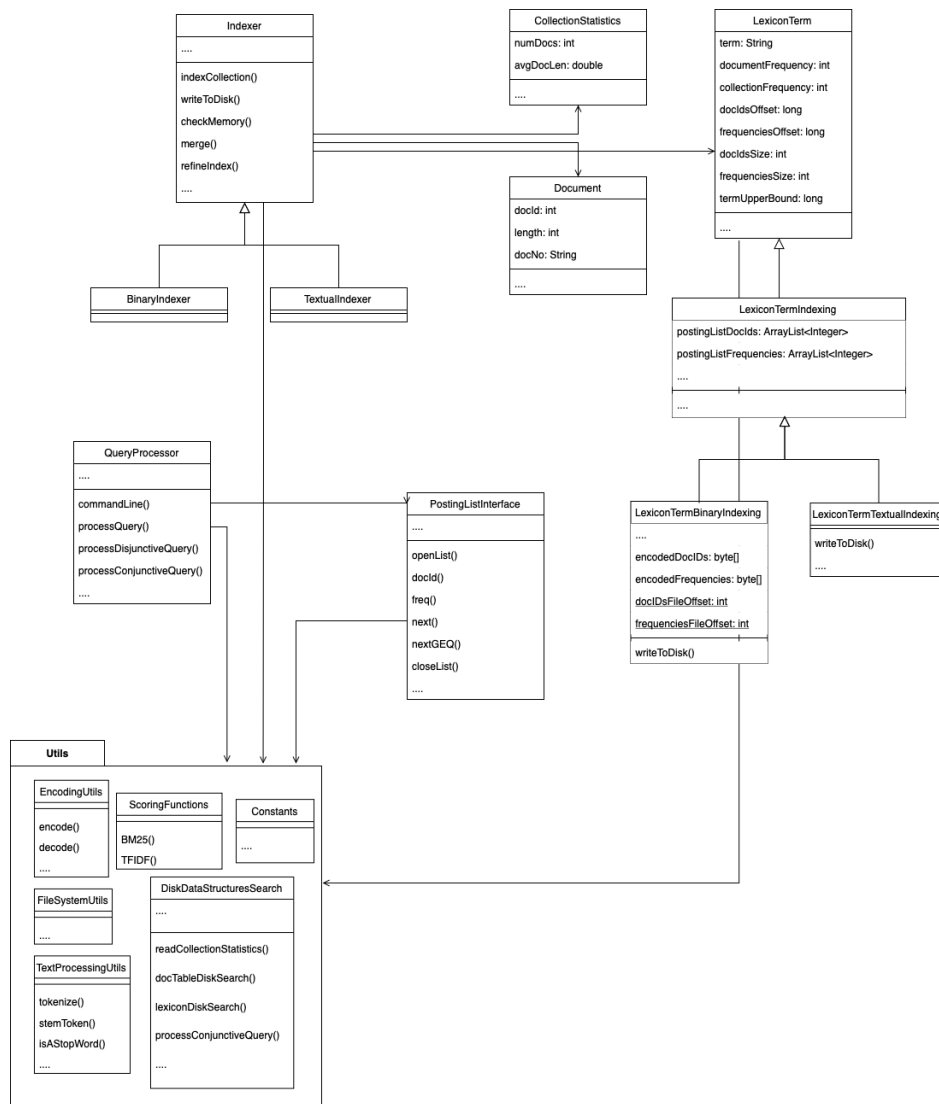 Indexer
....
indexCollection()
writeToDisk()
checkMemory()
merge()
refineIndex()
....
CollectionStatistics
numDocs: int
avgDocLen: double
....
LexiconTerm
term: String
documentFrequency: int
collectionFrequency: int
docIdsOffset: long
frequenciesOffset: long
docIdsSize: int
frequenciesSize: int
termUpperBound: long
....
Document
docId: int
length: int
docNo: String
....
BinaryIndexer
TextualIndexer
LexiconTermIndexing
postingListDocIds: ArrayList<Integer>
postingListFrequencies: ArrayList<Integer>
....
....
QueryProcessor
....
commandLine()
processQuery()
processDisjunctiveQuery()
processConjunctiveQuery()
....
PostingListInterface
....
openList()
docId()
freq()
next()
nextGEQ()
closeList()
....
LexiconTermBinaryIndexing
....
encodedDocIDs: byte[]
encodedFrequencies: byte[]
docIDsFileOffset: int
frequenciesFileOffset: int
writeToDisk()
LexiconTermTextualIndexing
writeToDisk()
....
Utils
EncodingUtils
encode()
decode()
....
ScoringFunctions
BM25()
TFIDF()
Constants
....
FileSystemUtils
....
DiskDataStructuresSearch
....
readCollectionStatistics()
docTableDiskSearch()
lexiconDiskSearch()
processConjunctiveQuery()
....
TextProcessingUtils
tokenize()
stemToken()
isAStopWord()
....